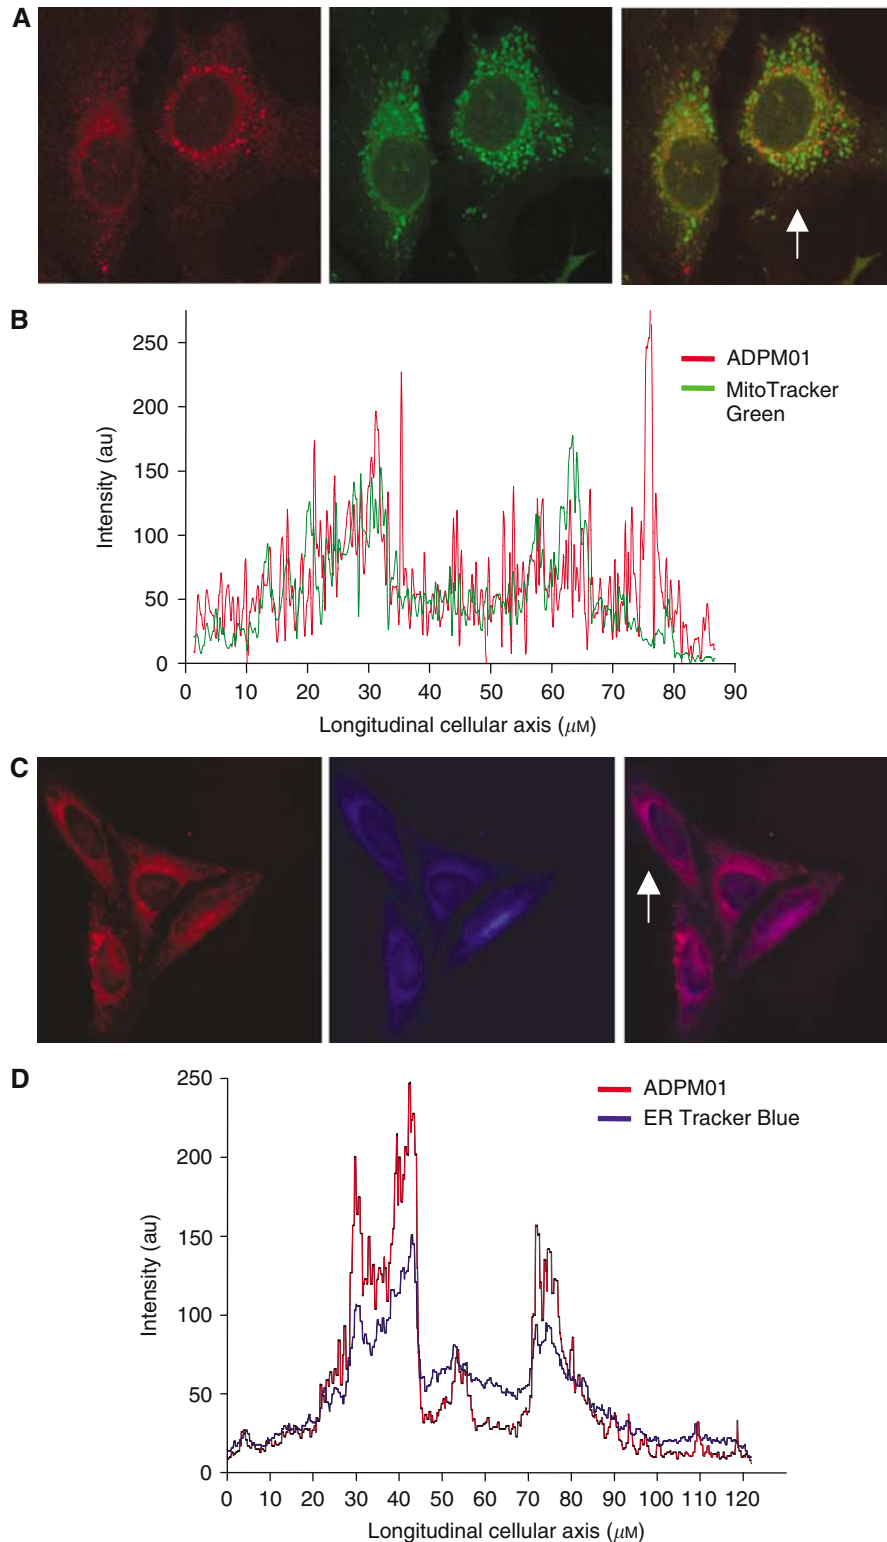 A
B
250
200
150
100
50
0
Intensity (au)
ADPM01
MitoTracker
Green
0 10 20 30 40 50 60 70 80 90
Longitudinal cellular axis (μM)
C
D
250
200
150
100
50
0
Intensity (au)
ADPM01
ER Tracker Blue
0 10 20 30 40 50 60 70 80 90 100 110 120
Longitudinal cellular axis (μM)